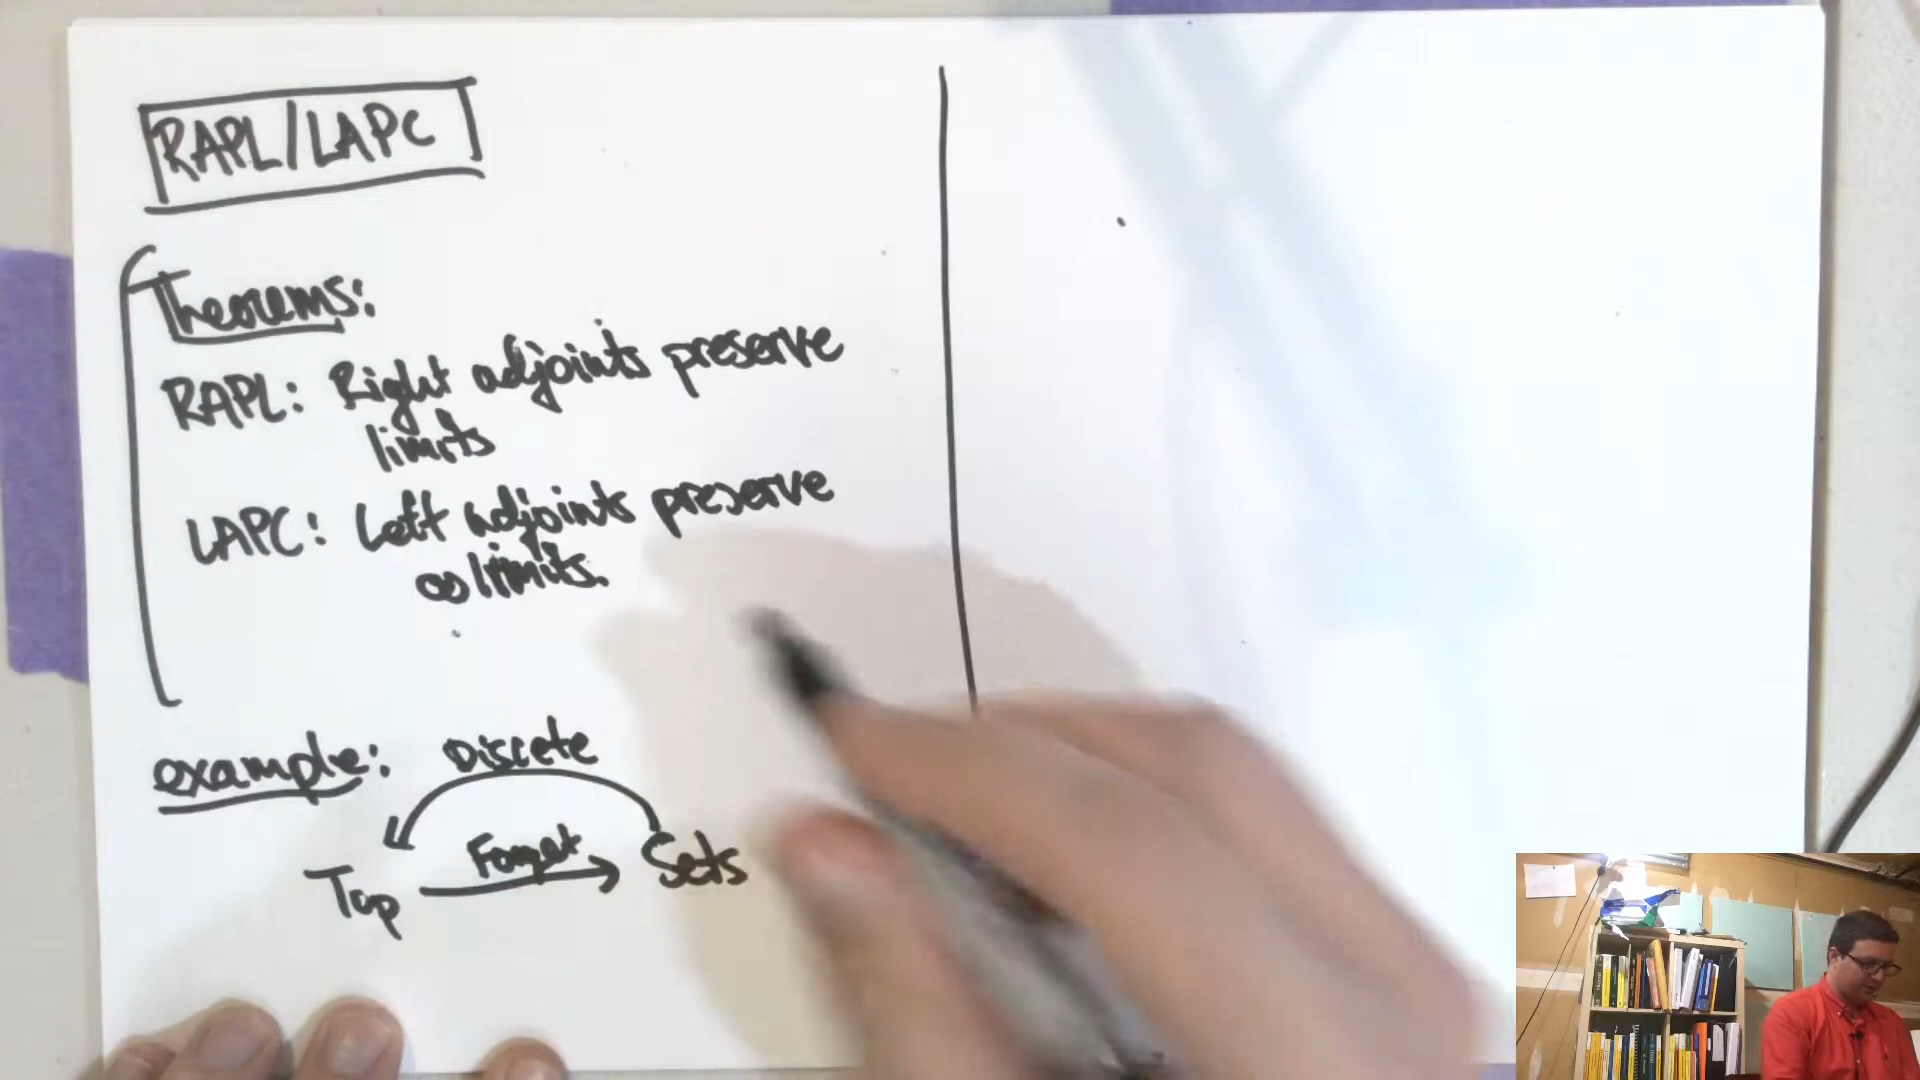 RAPL/LAPC
Theorems:
RAPL: Right adjoints preserve
limits
LAPC: Left adjoints preserve
colimits.
example: Discete
Forget
Top Sets